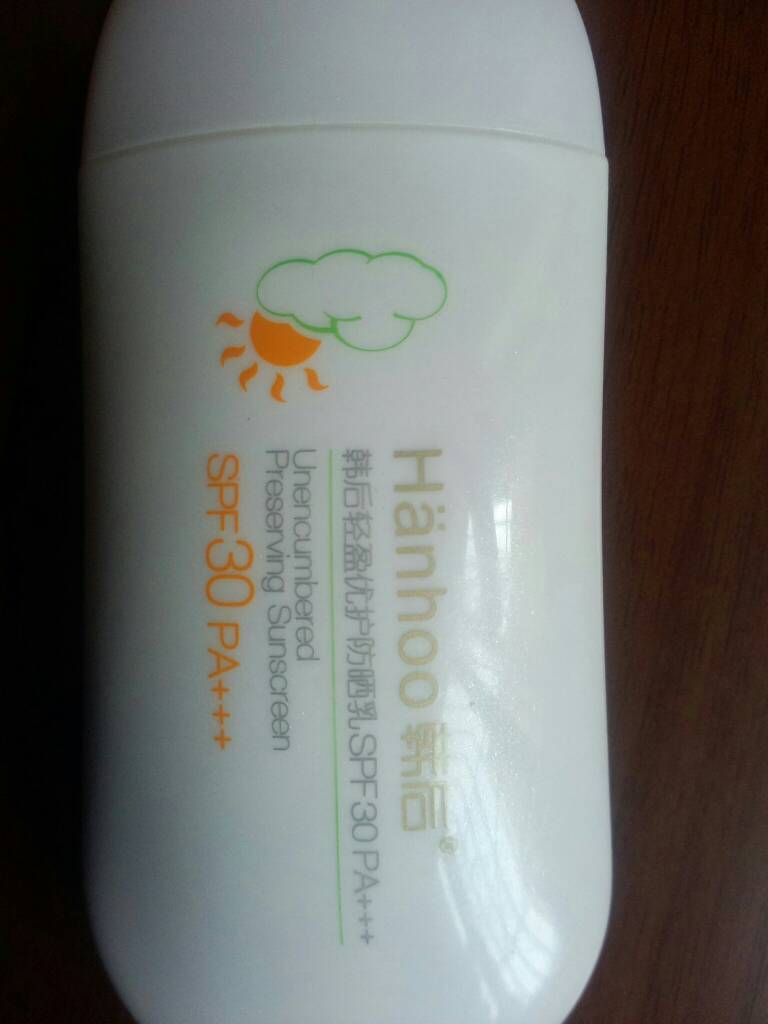 Hänhoo 韩后®
韩后轻盈优护防晒乳SPF30 PA+++
Unencumbered
Preserving Sunscreen
SPF30 PA+++